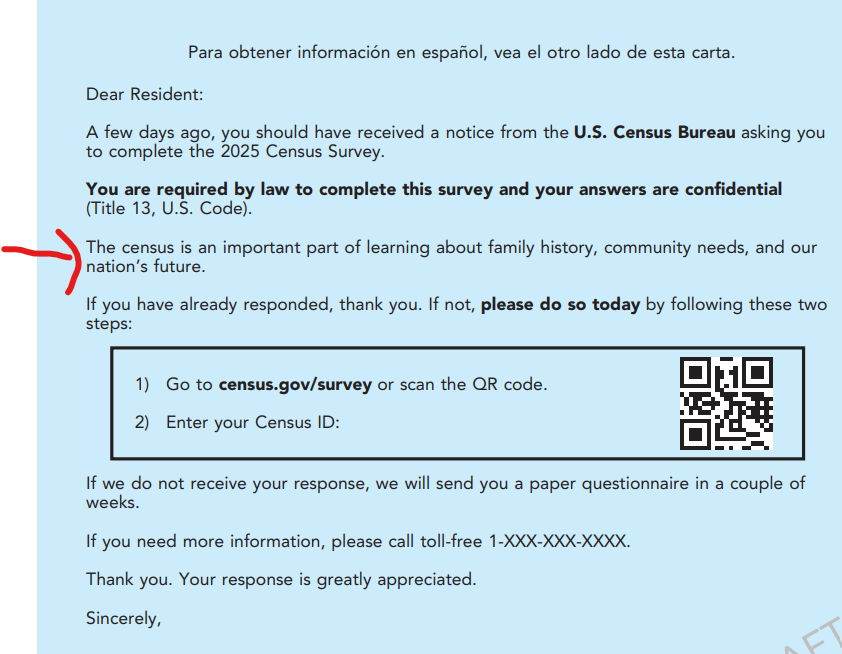 Para obtener información en español, vea el otro lado de esta carta.
Dear Resident:
A few days ago, you should have received a notice from the U.S. Census Bureau asking you
to complete the 2025 Census Survey.
You are required by law to complete this survey and your answers are confidential
(Title 13, U.S. Code).
The census is an important part of learning about family history, community needs, and our
nation's future.
If you have already responded, thank you. If not, please do so today by following these two
steps:
1) Go to census.gov/survey or scan the QR code.
2) Enter your Census ID:
If we do not receive your response, we will send you a paper questionnaire in a couple of
weeks.
If you need more information, please call toll-free 1-XXX-XXX-XXXX.
Thank you. Your response is greatly appreciated.
Sincerely,